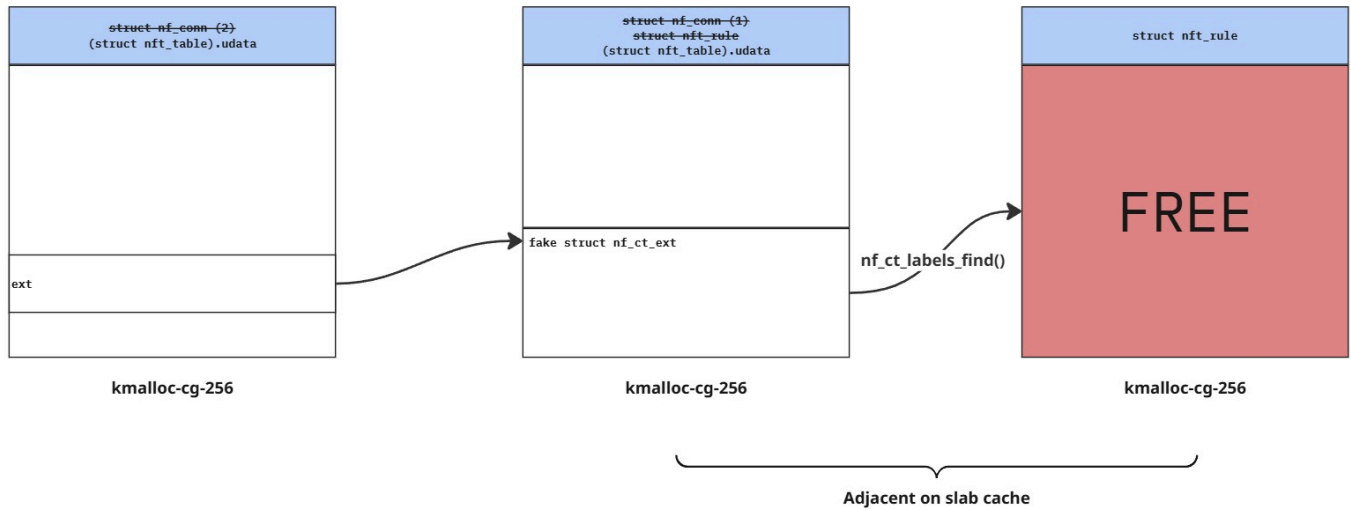 struct nf_conn (2)
(struct nft_table).udata
struct nf_conn (1)
struct nft_rule
(struct nft_table).udata
struct nft_rule
ext
fake struct nf_ct_ext
nf_ct_labels_find()
FREE
kmalloc-cg-256
kmalloc-cg-256
kmalloc-cg-256
Adjacent on slab cache